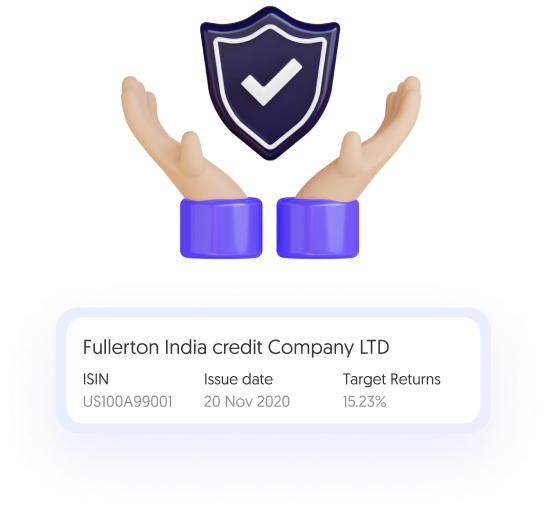 Fullerton India credit Company LTD
ISIN Issue date Target Returns
US100A99001 20 Nov 2020 15.23%